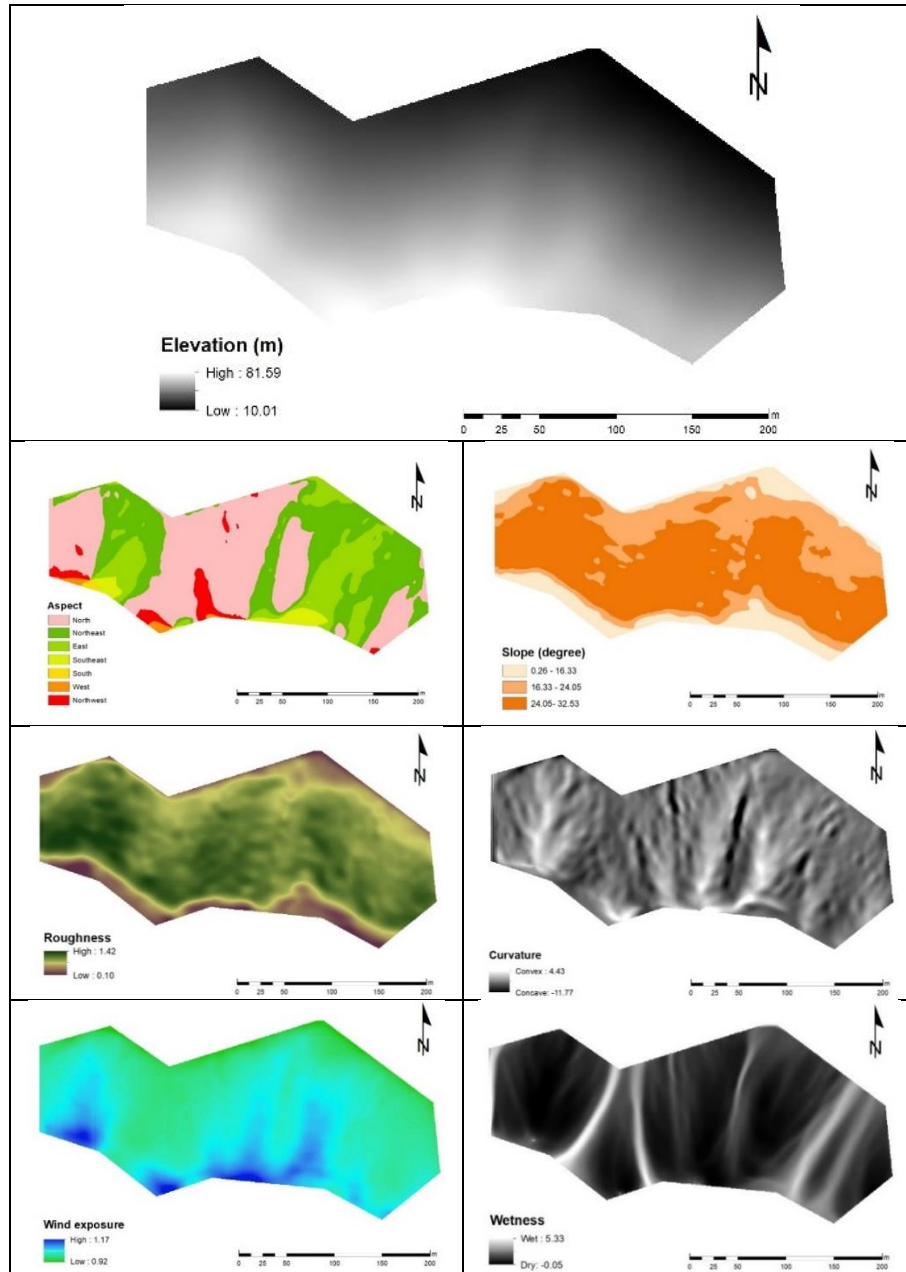 N
Elevation (m)
High : 81.59
Low : 10.01
m
0 25 50 100 150 200
N
Aspect
North
Northeast
East
Southeast
South
West
Northwest
m
0 25 50 100 150 200
N
Slope (degree)
0.26 - 16.33
16.33 - 24.05
24.05- 32.53
m
0 25 50 100 150 200
N
Roughness
High : 1.42
Low : 0.10
m
0 25 50 100 150 200
N
Curvature
Convex : 4.43
Concave: -11.77
m
0 25 50 100 150 200
N
Wind exposure
High : 1.17
Low : 0.92
m
0 25 50 100 150 200
N
Wetness
Wet : 5.33
Dry: -0.05
m
0 25 50 100 150 200